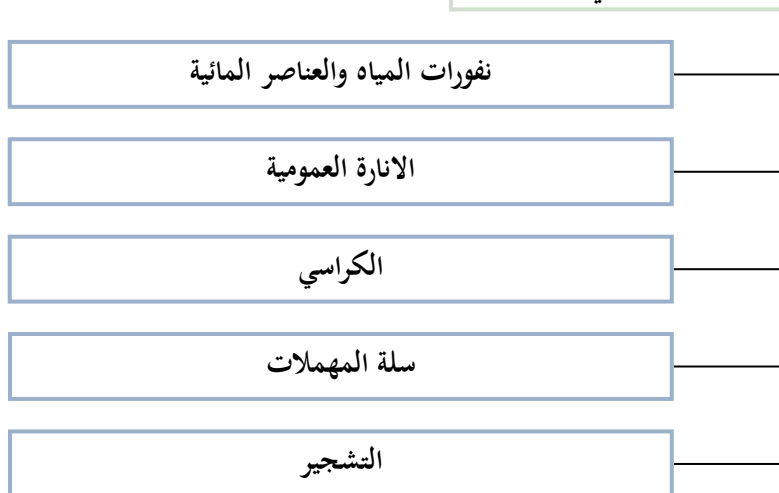 نفورات المياه والعناصر المائية
الانارة العمومية
الكراسي
سلة المهملات
التشجير